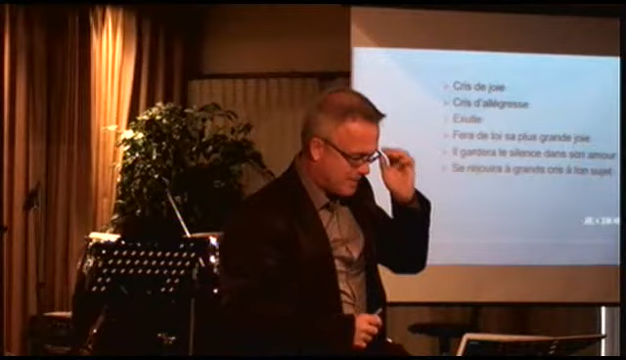 Cris de joie
Cris d'allégresse
Exulte
Fera de toi sa plus grande joie
Il gardera le silence dans son amour
Se réjouira à grands cris à ton sujet